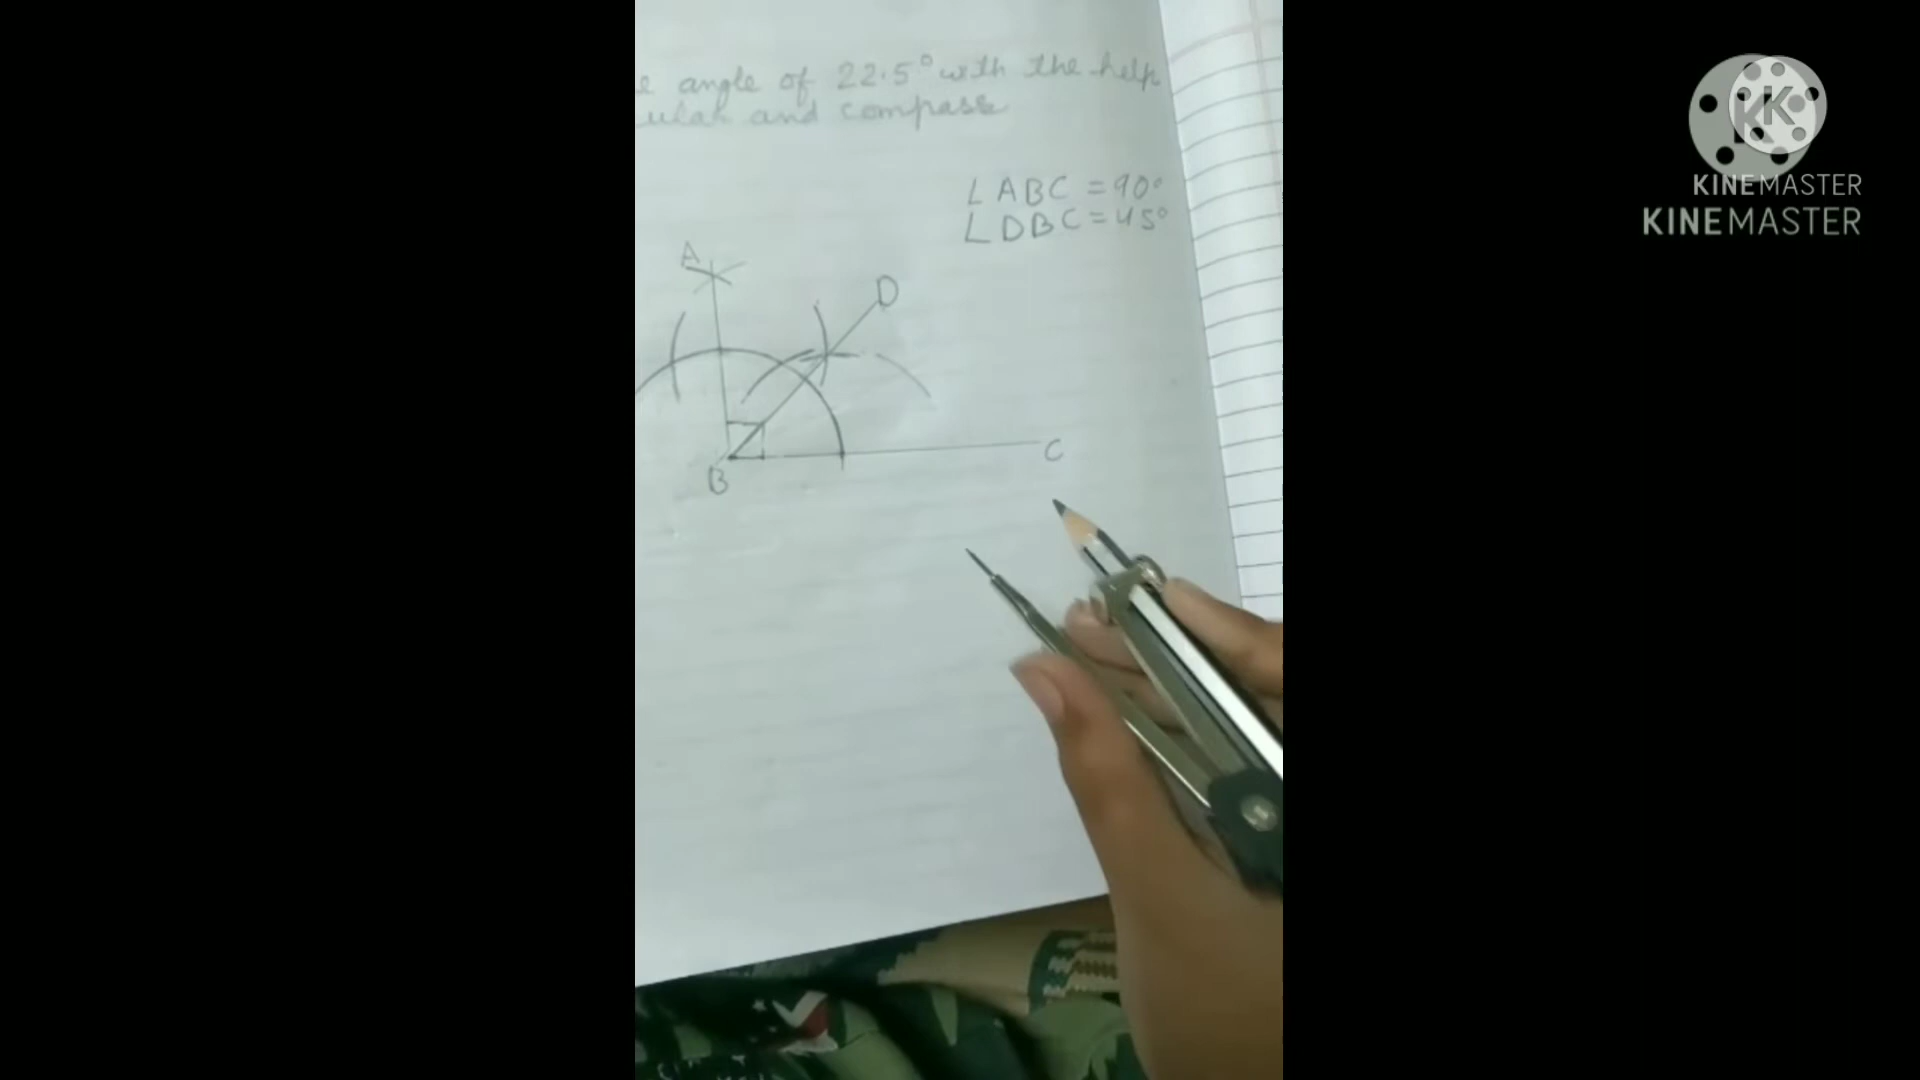 angle of 22.5° with the help
and compass
∠ABC = 90°
∠DBC = 45°
A
D
C
B
KINEMASTER
KINEMASTER